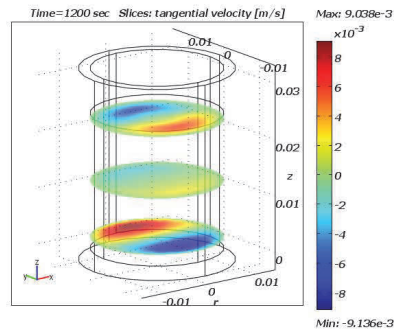 Time=1200 sec Slices: tangential velocity [m/s]
Max: 9.038e-3
×10⁻³
0.01
0
-0.01
0.03
0.02
z
0.01
0
0.01
0
-0.01
r
z
y
x
8
6
4
2
0
-2
-4
-6
-8
Min: -9.136e-3